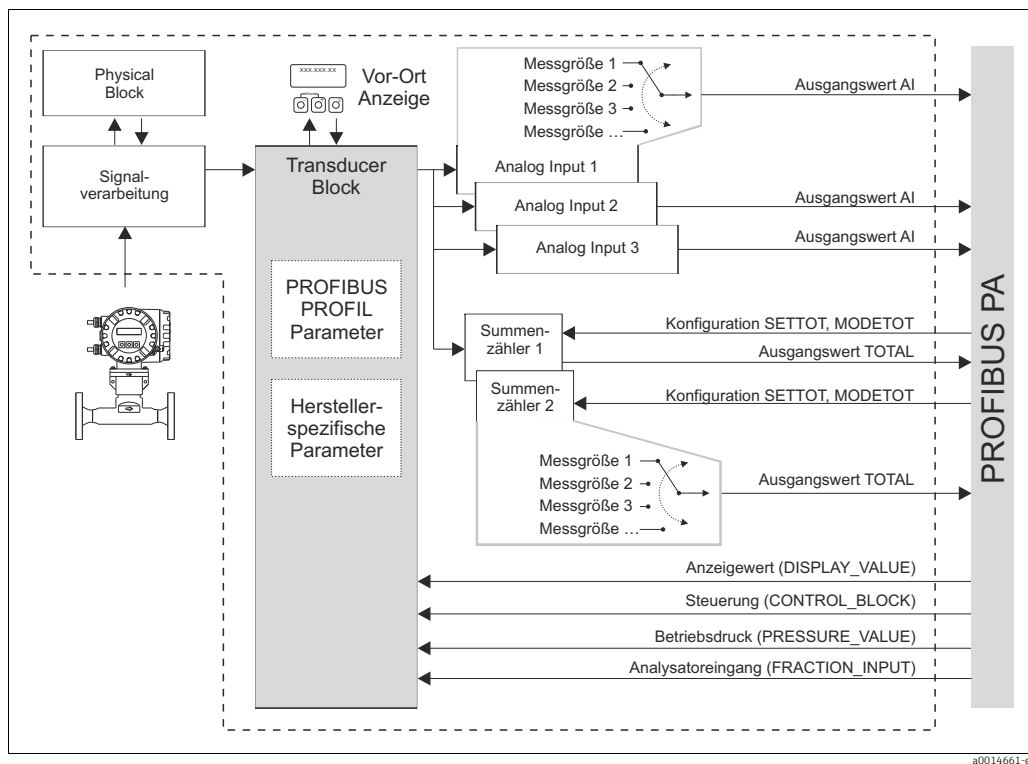 Physical
Block
Signal-
verarbeitung
xxx.xxx.xx
Vor-Ort
Anzeige
Transducer
Block
PROFIBUS
PROFIL
Parameter
Hersteller-
spezifische
Parameter
Messgröße 1
Messgröße 2
Messgröße 3
Messgröße …
Analog Input 1
Analog Input 2
Analog Input 3
Ausgangswert AI
Ausgangswert AI
Ausgangswert AI
Summen-
zähler 1
Konfiguration SETTOT, MODETOT
Ausgangswert TOTAL
Summen-
zähler 2
Konfiguration SETTOT, MODETOT
Messgröße 1
Messgröße 2
Messgröße 3
Messgröße …
Ausgangswert TOTAL
Anzeigewert (DISPLAY_VALUE)
Steuerung (CONTROL_BLOCK)
Betriebsdruck (PRESSURE_VALUE)
Analysatoreingang (FRACTION_INPUT)
PROFIBUS PA